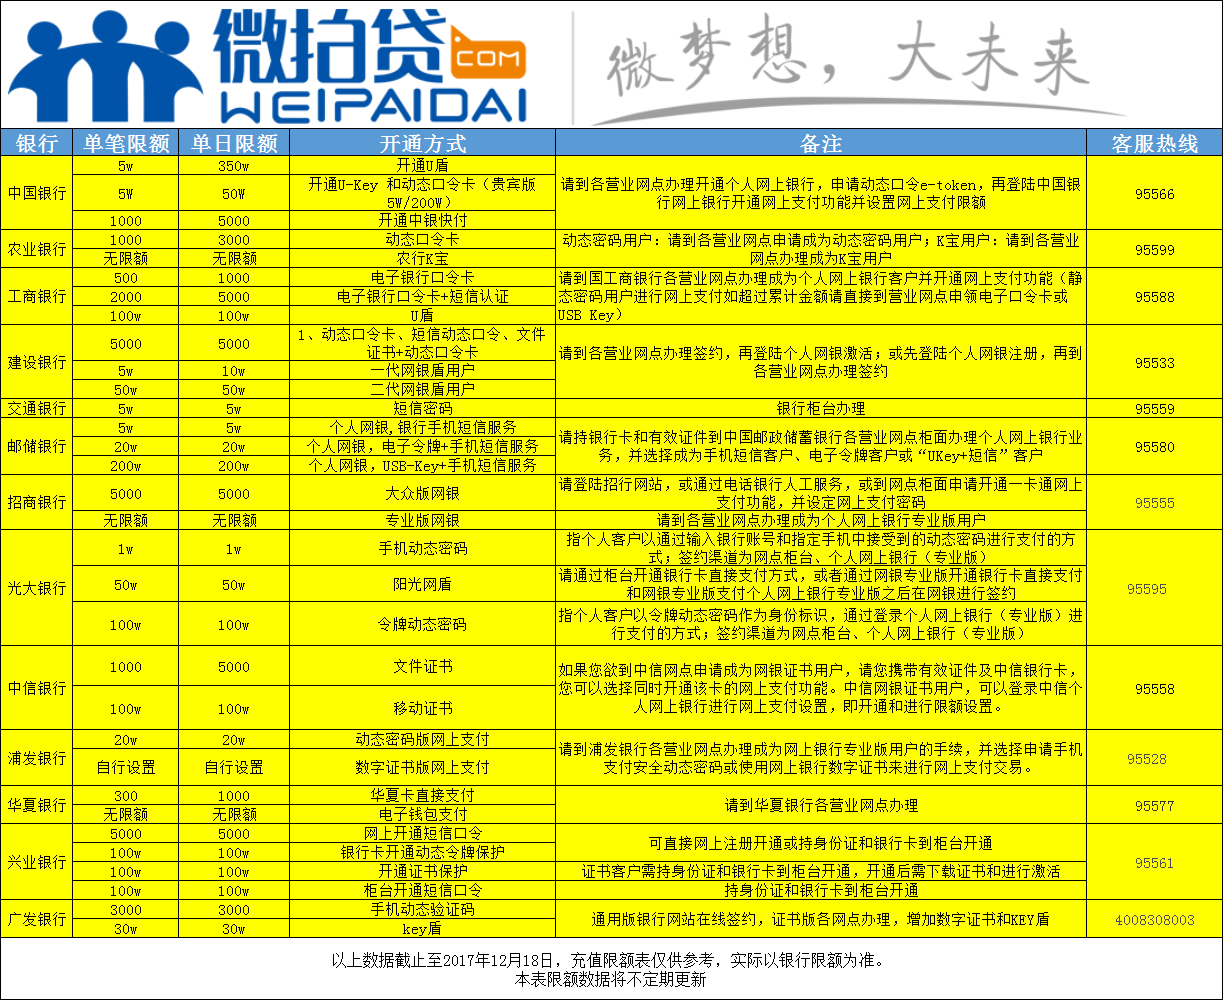 微拍贷.COM
WEIPAIDAI
微梦想，大未来
银行 单笔限额 单日限额 开通方式 备注 客服热线
中国银行 5w 350w 开通U盾
5W 50W 开通U-Key 和动态口令卡（贵宾版
5W/200W）
1000 5000 开通中银快付
请到各营业网点办理开通个人网上银行，申请动态口令e-token，再登陆中国银
行网上银行开通网上支付功能并设置网上支付限额
95566
农业银行 1000 3000 动态口令卡
无限额 无限额 农行K宝
动态密码用户：请到各营业网点申请成为动态密码用户；K宝用户：请到各营业
网点办理成为K宝用户
95599
工商银行 500 1000 电子银行口令卡
2000 5000 电子银行口令卡+短信认证
100w 100w U盾
请到国工商银行各营业网点办理成为个人网上银行客户并开通网上支付功能（静
态密码用户进行网上支付如超过累计金额请直接到营业网点申领电子口令卡或
USB Key）
95588
建设银行 5000 5000 1、动态口令卡、短信动态口令、文件
证书+动态口令卡
5w 10w 一代网银盾用户
50w 50w 二代网银盾用户
请到各营业网点办理签约，再登陆个人网银激活；或先登陆个人网银注册，再到
各营业网点办理签约
95533
交通银行 5w 5w 短信密码 银行柜台办理 95559
邮储银行 5w 5w 个人网银,银行手机短信服务
20w 20w 个人网银，电子令牌+手机短信服务
200w 200w 个人网银，USB-Key+手机短信服务
请持银行卡和有效证件到中国邮政储蓄银行各营业网点柜面办理个人网上银行业
务，并选择成为手机短信客户、电子令牌客户或“UKey+短信”客户
95580
招商银行 5000 5000 大众版网银
请登陆招行网站，或通过电话银行人工服务，或到网点柜面申请开通一卡通网上
支付功能，并设定网上支付密码
无限额 无限额 专业版网银 请到各营业网点办理成为个人网上银行专业版用户
95555
光大银行 1w 1w 手机动态密码
指个人客户以通过输入银行账号和指定手机中接受到的动态密码进行支付的方
式；签约渠道为网点柜台、个人网上银行（专业版）
50w 50w 阳光网盾
请通过柜台开通银行卡直接支付方式，或者通过网银专业版开通银行卡直接支付
和网银专业版支付个人网上银行专业版之后在网银进行签约
100w 100w 令牌动态密码
指个人客户以令牌动态密码作为身份标识，通过登录个人网上银行（专业版）进
行支付的方式；签约渠道为网点柜台、个人网上银行（专业版）
95595
中信银行 1000 5000 文件证书
100w 100w 移动证书
如果您欲到中信网点申请成为网银证书用户，请您携带有效证件及中信银行卡，
您可以选择同时开通该卡的网上支付功能。中信网银证书用户，可以登录中信个
人网上银行进行网上支付设置，即开通和进行限额设置。
95558
浦发银行 20w 20w 动态密码版网上支付
自行设置 自行设置 数字证书版网上支付
请到浦发银行各营业网点办理成为网上银行专业版用户的手续，并选择申请手机
支付安全动态密码或使用网上银行数字证书来进行网上支付交易。
95528
华夏银行 300 1000 华夏卡直接支付
无限额 无限额 电子钱包支付
请到华夏银行各营业网点办理
95577
兴业银行 5000 5000 网上开通短信口令
100w 100w 银行卡开通动态令牌保护
可直接网上注册开通或持身份证和银行卡到柜台开通
100w 100w 开通证书保护 证书客户需持身份证和银行卡到柜台开通，开通后需下载证书和进行激活
100w 100w 柜台开通短信口令 持身份证和银行卡到柜台开通
95561
广发银行 3000 3000 手机动态验证码
30w 30w key盾
通用版银行网站在线签约，证书版各网点办理，增加数字证书和KEY盾
4008308003
以上数据截止至2017年12月18日，充值限额表仅供参考，实际以银行限额为准。
本表限额数据将不定期更新